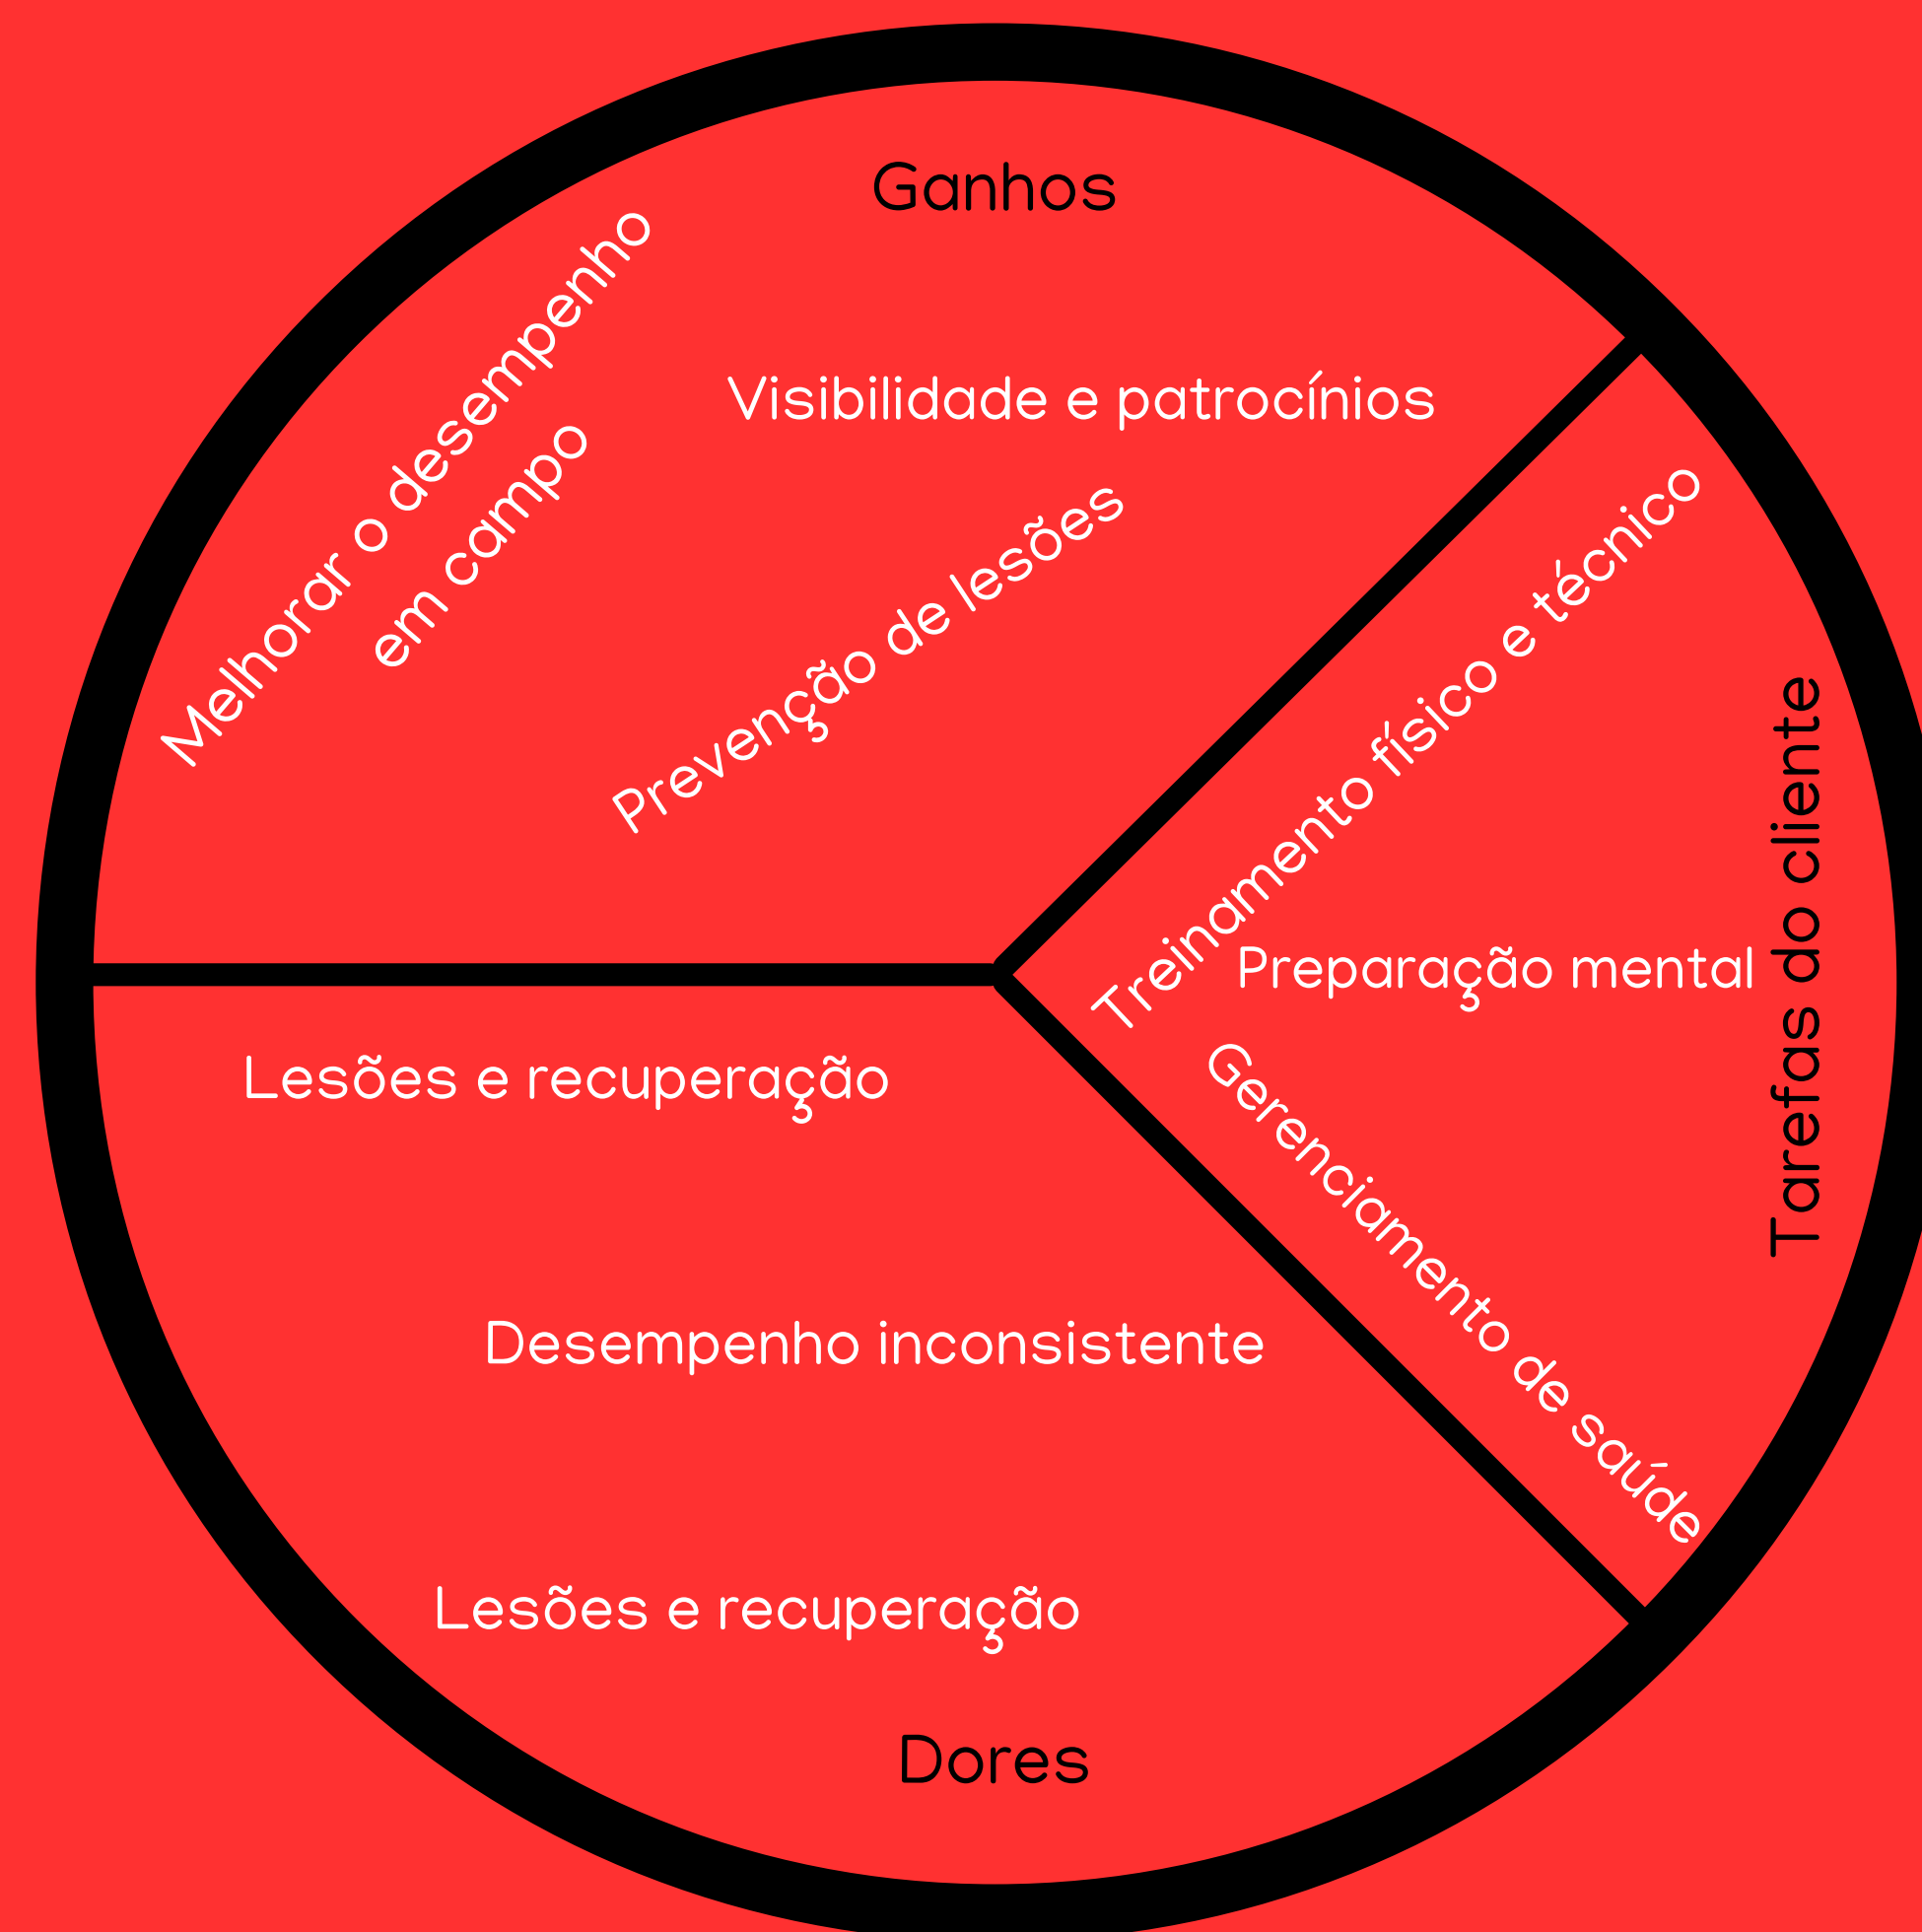 Ganhos
Melhorar o desempenho
em campo
Visibilidade e patrocínios
Prevenção de lesões
Treinamento físico e técnico
Preparação mental
Gerenciamento de saúde
Tarefas do cliente
Lesões e recuperação
Desempenho inconsistente
Lesões e recuperação
Dores